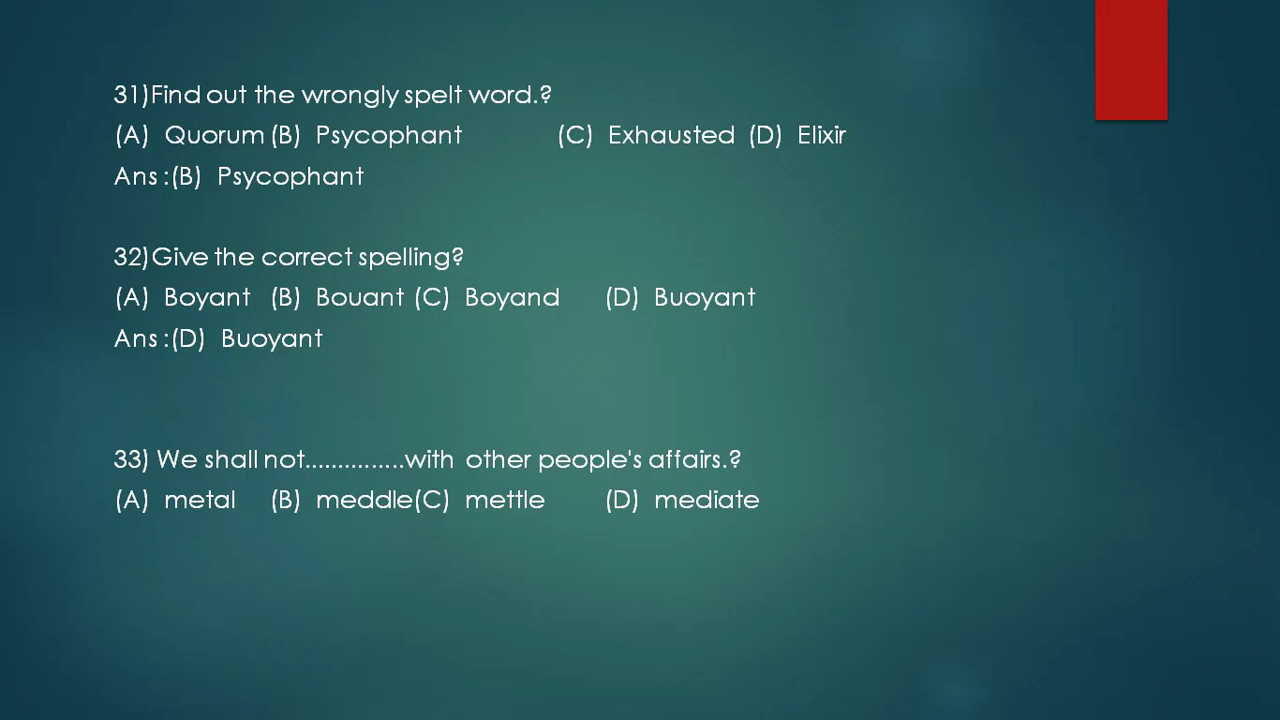 31)Find out the wrongly spelt word.?
(A) Quorum (B) Psycophant (C) Exhausted (D) Elixir
Ans :(B) Psycophant
32)Give the correct spelling?
(A) Boyant (B) Bouant (C) Boyand (D) Buoyant
Ans :(D) Buoyant
33) We shall not...............with other people's affairs.?
(A) metal (B) meddle(C) mettle (D) mediate